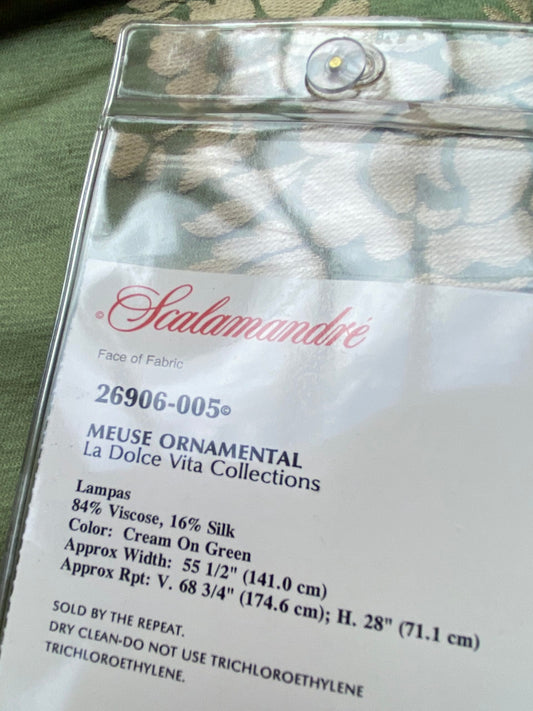 © Scalamandré
Face of Fabric
26906-005©
MEUSE ORNAMENTAL
La Dolce Vita Collections
Lampas
84% Viscose, 16% Silk
Color: Cream On Green
Approx Width: 55 1/2" (141.0 cm)
Approx Rpt: V. 68 3/4" (174.6 cm); H. 28" (71.1 cm)
SOLD BY THE REPEAT.
DRY CLEAN-DO NOT USE TRICHLOROETHYLENE
TRICHLOROETHYLENE.